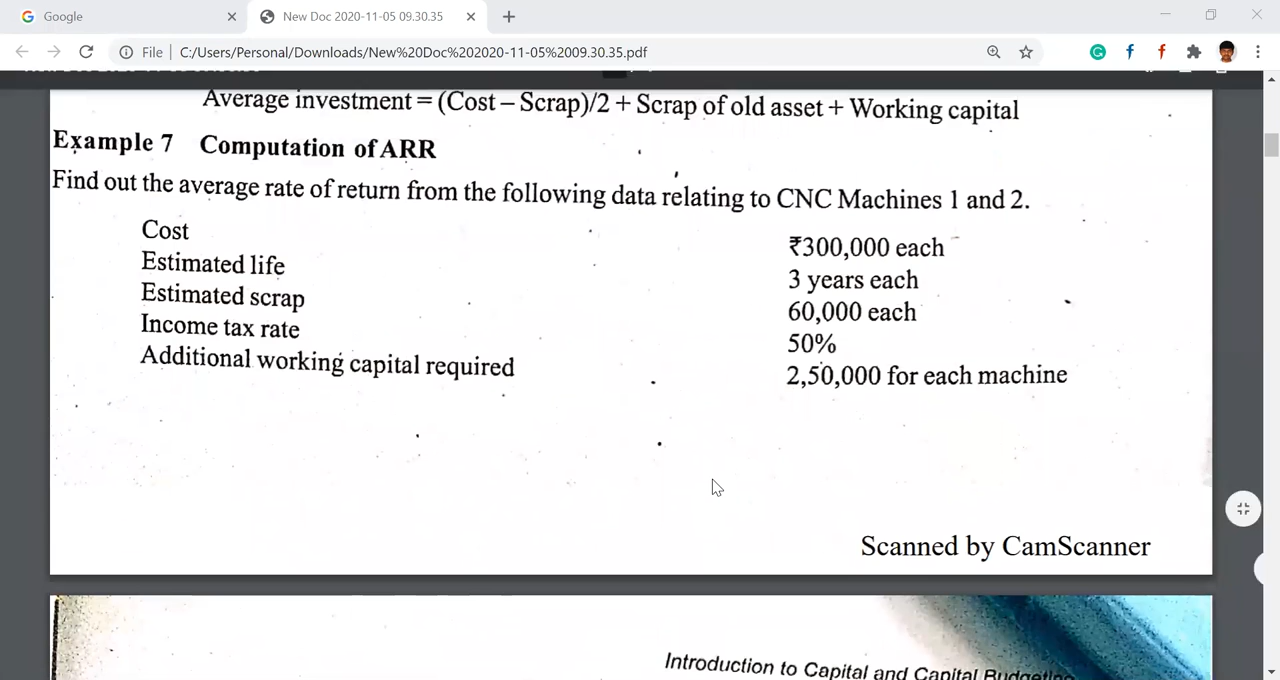 Google
New Doc 2020-11-05 09.30.35
File C:/Users/Personal/Downloads/New%20Doc%202020-11-05%2009.30.35.pdf
Average investment = (Cost – Scrap)/2 + Scrap of old asset + Working capital
Example 7 Computation of ARR
Find out the average rate of return from the following data relating to CNC Machines 1 and 2.
Cost ₹300,000 each
Estimated life 3 years each
Estimated scrap 60,000 each
Income tax rate 50%
Additional working capital required 2,50,000 for each machine
Scanned by CamScanner
Introduction to Capital and Capital Budgeting